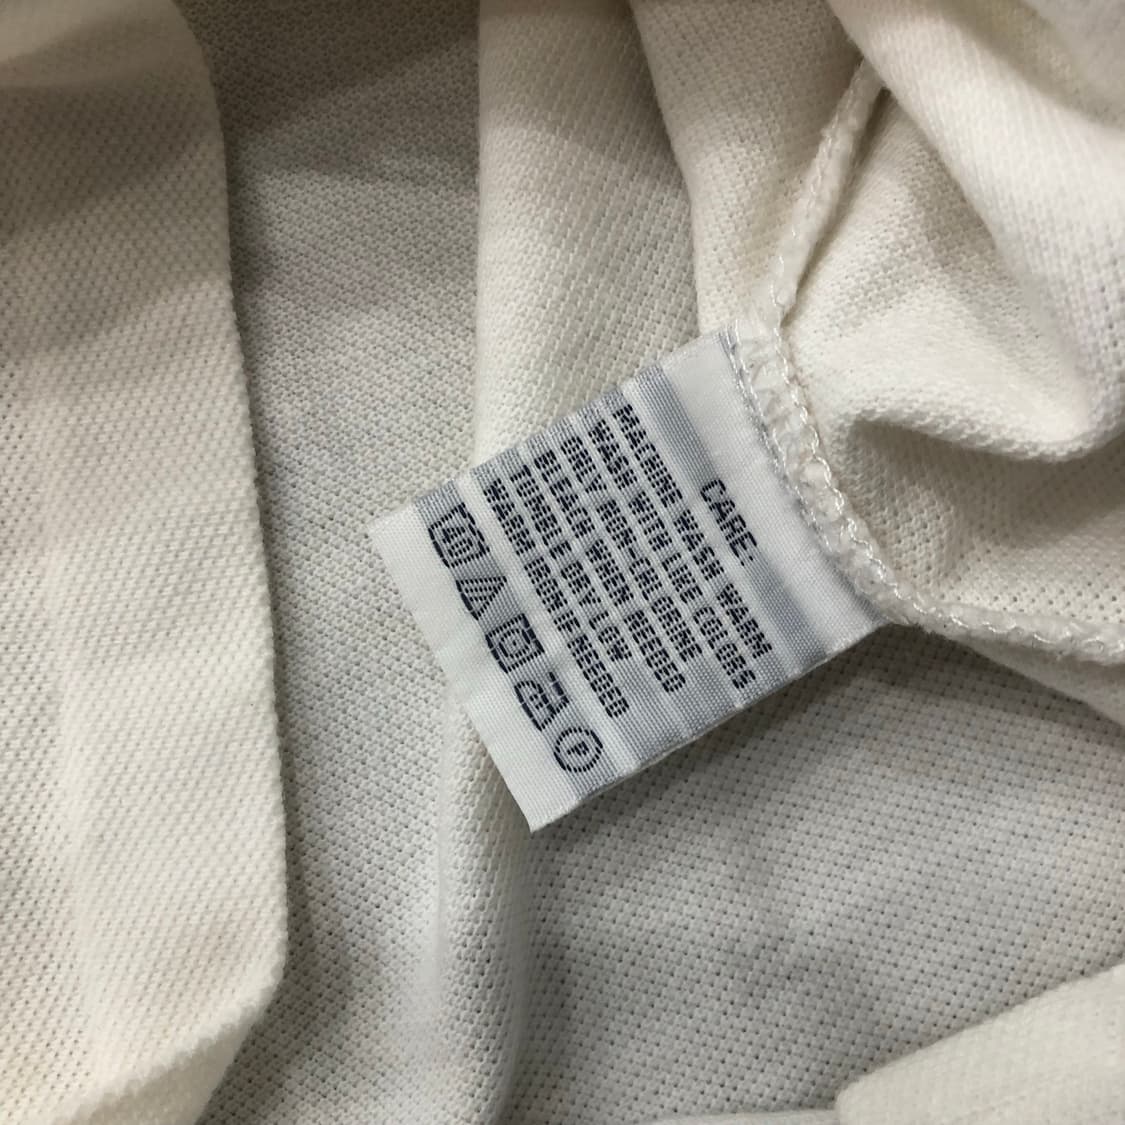 CARE
MACHINE WASH WARM
WASH WITH LIKE COLORS
ONLY NON-CHLORINE
BLEACH WHEN NEEDED
TUMBLE DRY LOW
WARM IRON IF NEEDED
P